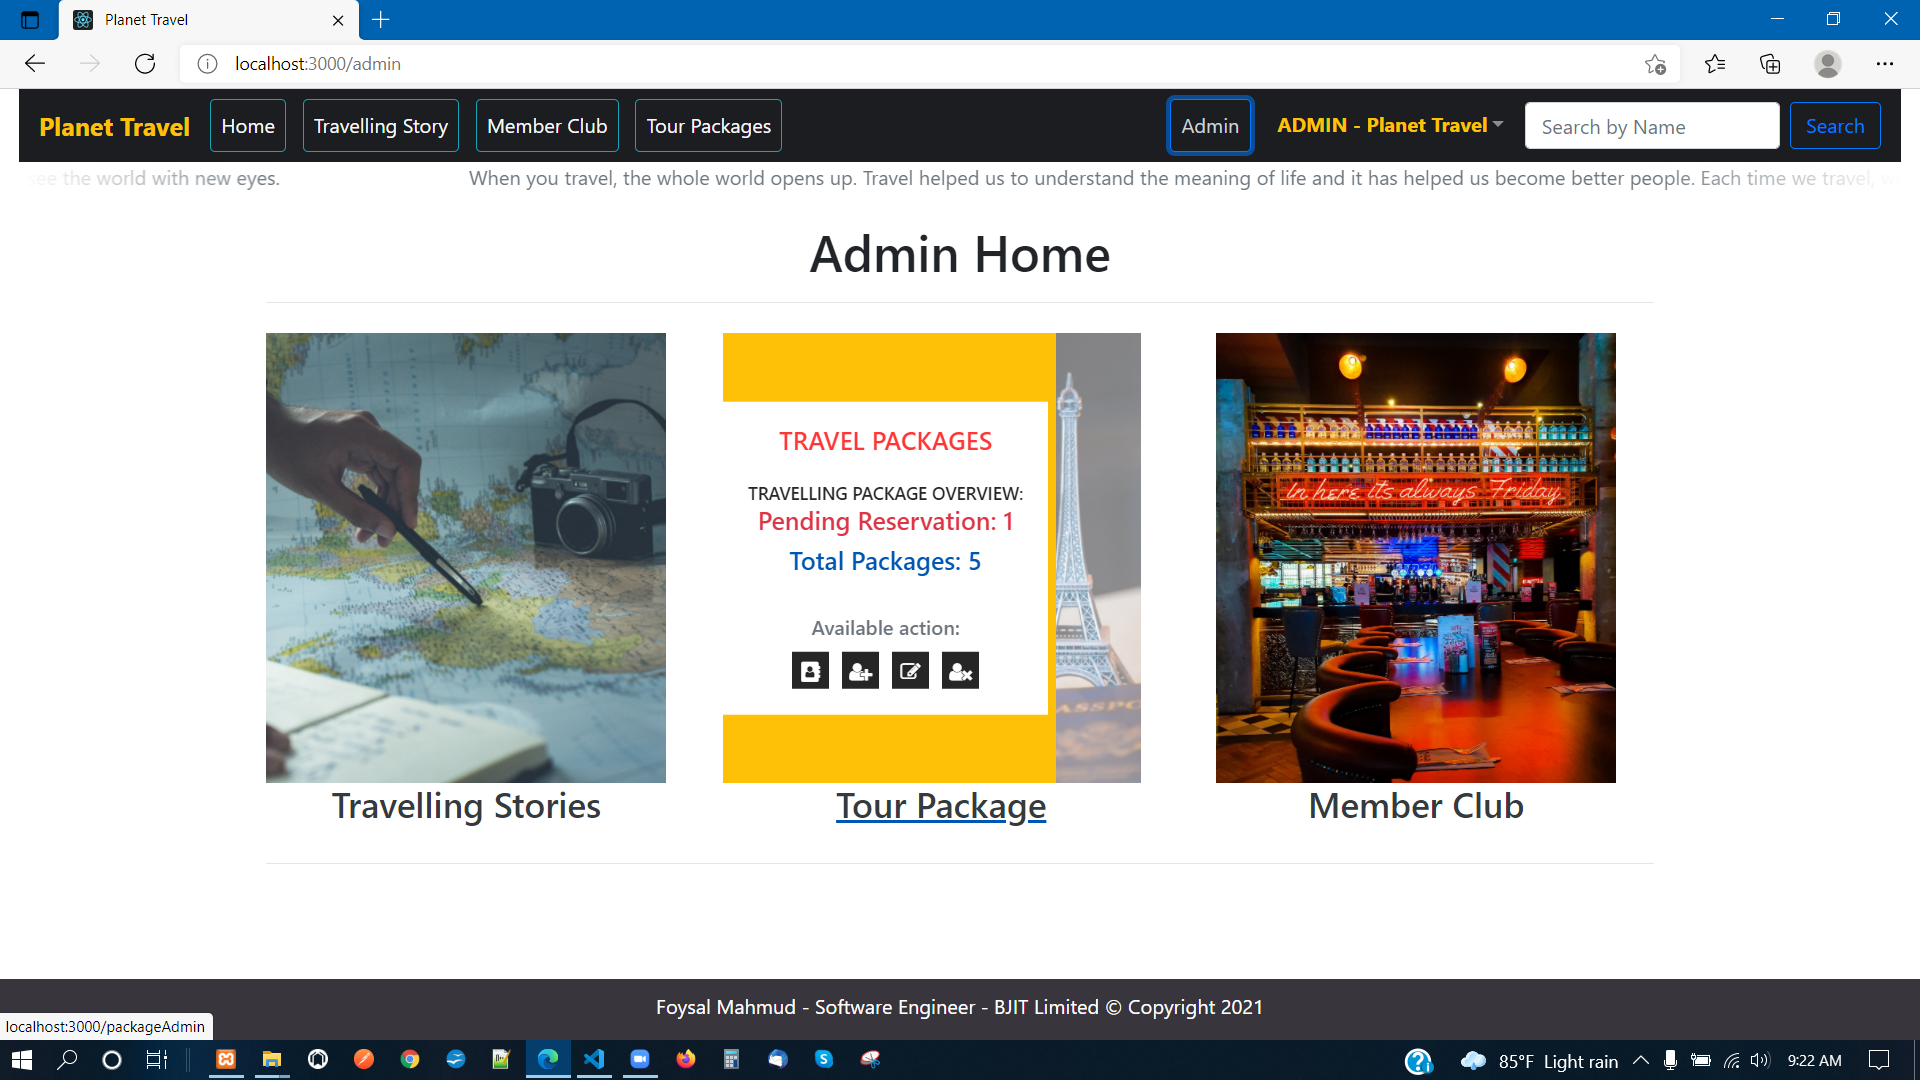 Planet Travel
localhost:3000/admin
Planet Travel
Home
Travelling Story
Member Club
Tour Packages
Admin
ADMIN - Planet Travel
Search by Name
Search
see the world with new eyes.
When you travel, the whole world opens up. Travel helped us to understand the meaning of life and it has helped us become better people. Each time we travel,
Admin Home
TRAVEL PACKAGES
TRAVELLING PACKAGE OVERVIEW:
Pending Reservation: 1
Total Packages: 5
Available action:
In here it's always Friday
Travelling Stories
Tour Package
Member Club
Foysal Mahmud - Software Engineer - BJIT Limited © Copyright 2021
localhost:3000/packageAdmin
85°F Light rain
9:22 AM